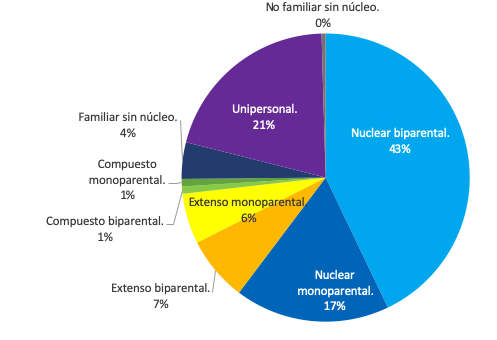 No familiar sin núcleo.
0%
Nuclear biparental.
43%
Nuclear
monoparental.
17%
Extenso biparental.
7%
Extenso monoparental.
6%
Compuesto biparental.
1%
Compuesto
monoparental.
1%
Familiar sin núcleo.
4%
Unipersonal.
21%